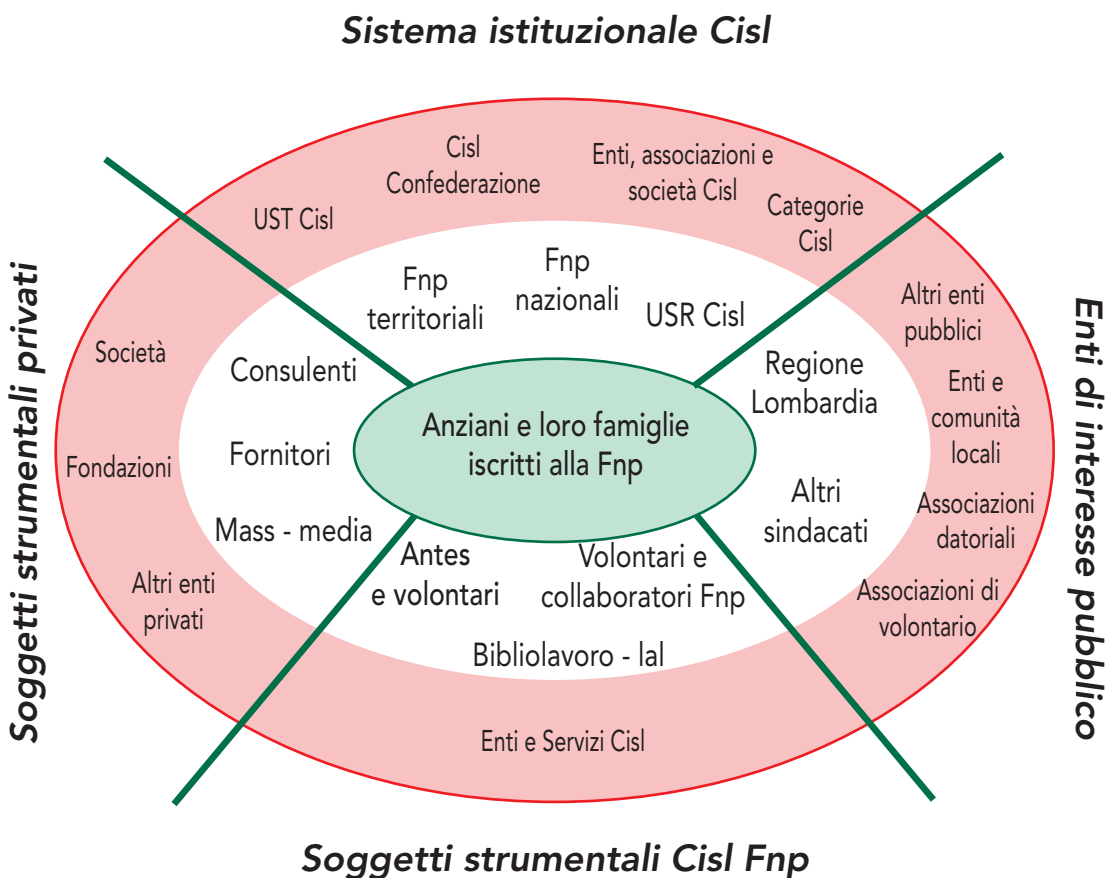 Sistema istituzionale Cisl
Cisl
Confederazione
Enti, associazioni e
società Cisl
UST Cisl
Categorie
Cisl
Fnp
territoriali
Fnp
nazionali
USR Cisl
Soggetti strumentali privati
Società
Fondazioni
Altri enti
privati
Consulenti
Fornitori
Mass - media
Anziani e loro famiglie
iscritti alla Fnp
Regione
Lombardia
Altri
sindacati
Altri enti
pubblici
Enti e
comunità
locali
Associazioni
datoriali
Associazioni di
volontario
Enti di interesse pubblico
Antes
e volontari
Volontari e
collaboratori Fnp
Bibliolavoro - Ial
Enti e Servizi Cisl
Soggetti strumentali Cisl Fnp